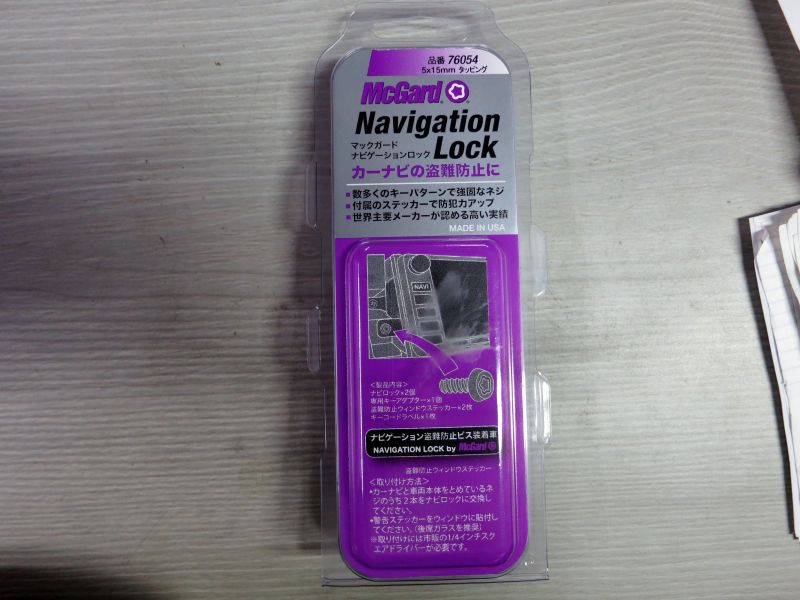 品番 76054
5x15mm タッピング
McGard
Navigation
マックガード
ナビゲーションロック
Lock
カーナビの盗難防止に
■数多くのキーパターンで強固なネジ
■付属のステッカーで防犯力アップ
■世界主要メーカーが認める高い実績
MADE IN USA
NAVI
＜製品内容＞
ナビロック×2個
専用キーアダプター×1個
盗難防止ウィンドウステッカー×2枚
キーコードラベル×1枚
ナビゲーション盗難防止ビス装着車
NAVIGATION LOCK by McGard
盗難防止ウィンドウステッカー
＜取り付け方法＞
•カーナビと車両本体をとめているネ
ジのうち２本をナビロックに交換し
てください。
•警告ステッカーをウィンドウに貼付し
てください。(後席ガラスを推奨)
※取り付けには市販の1/4インチスク
エアドライバーが必要です。